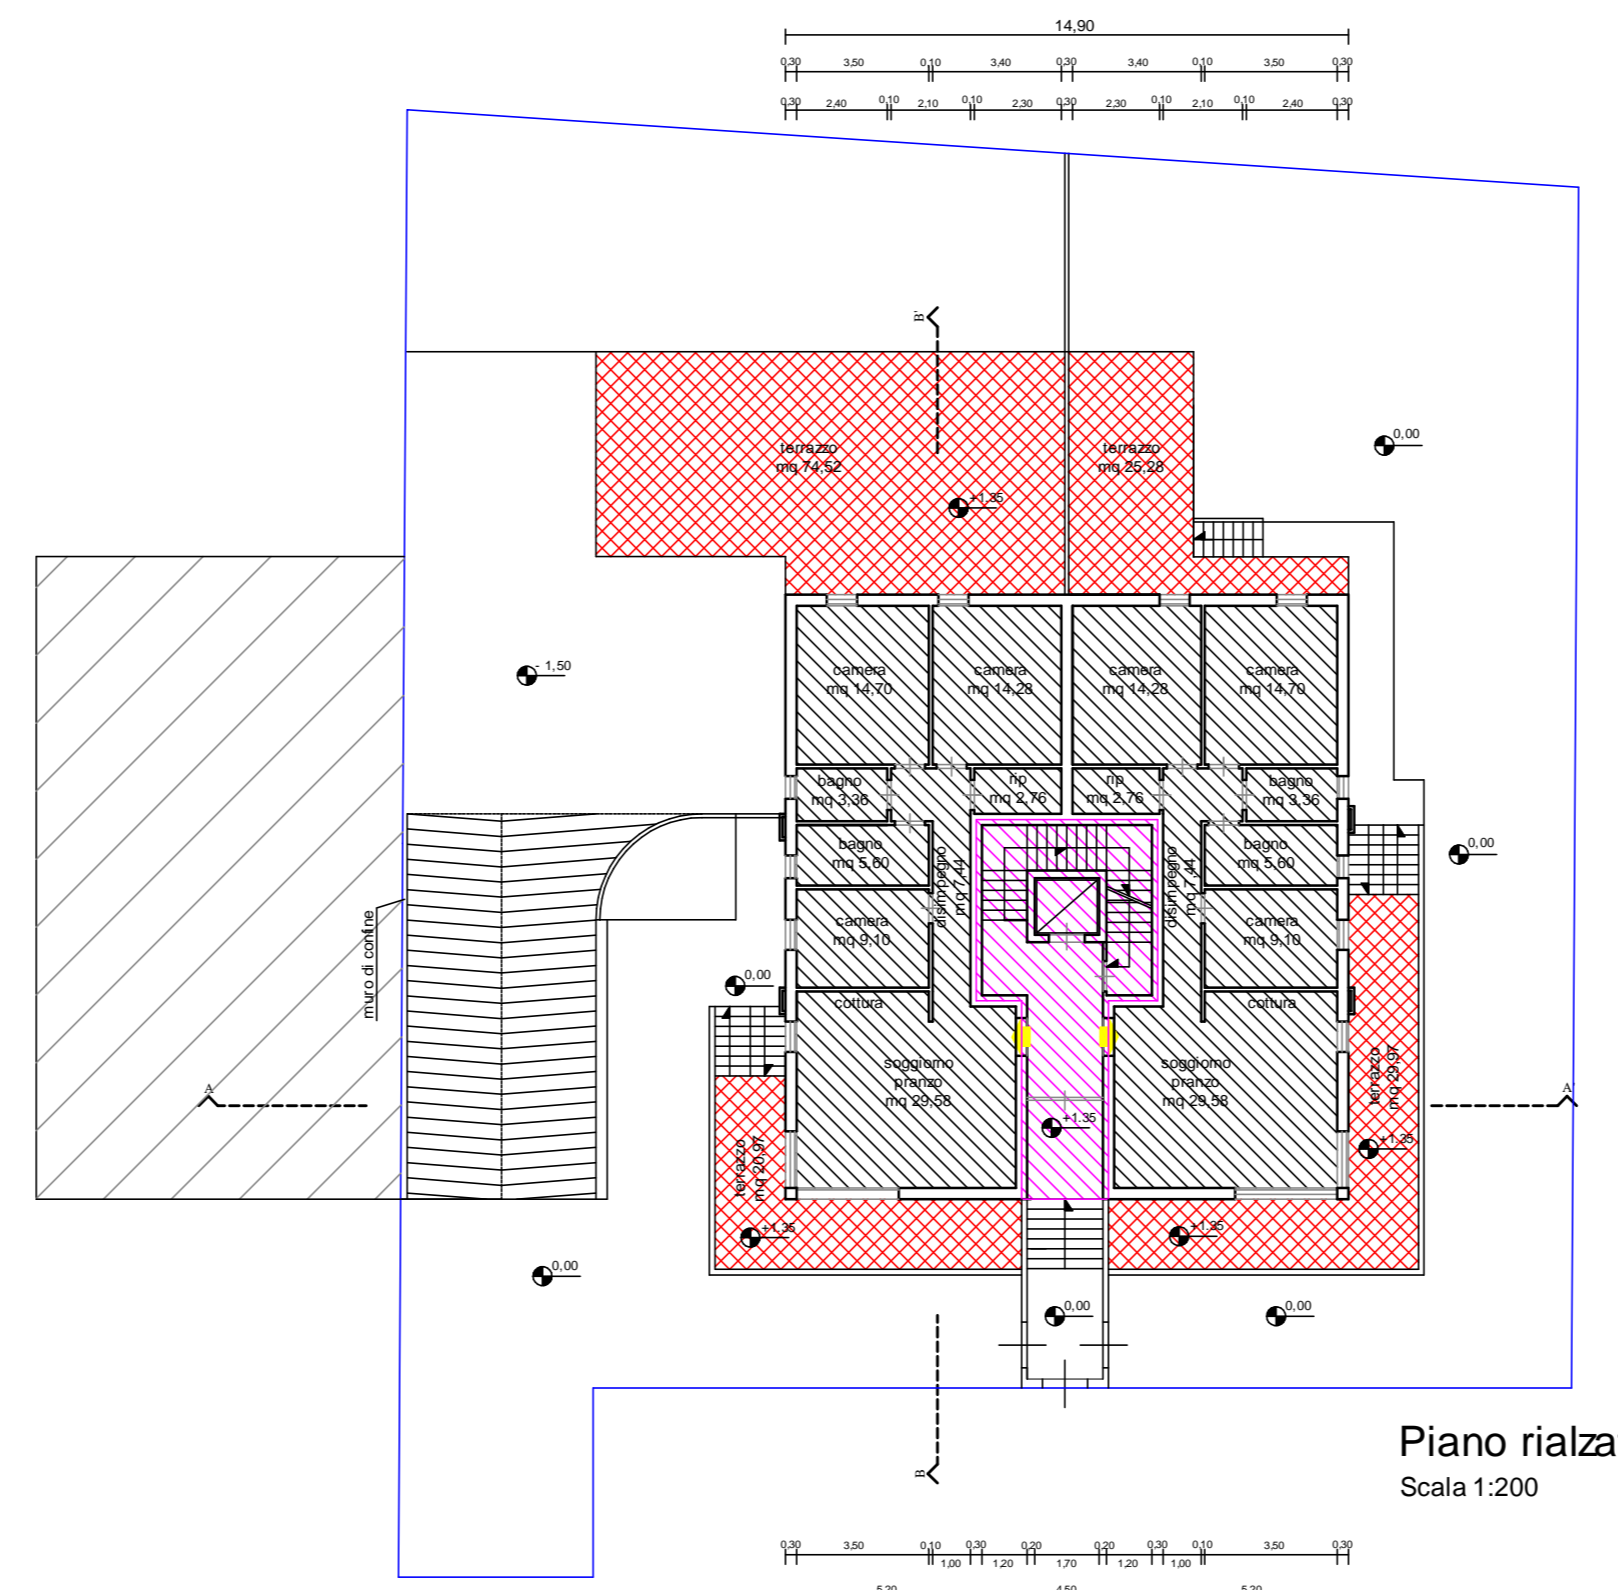 14,90
0,30 3,50 0,10 3,40 0,30 3,40 0,10 3,50 0,30
0,30 2,40 0,10 2,10 0,10 2,30 0,30 2,30 0,10 2,10 0,10 2,40 0,30
B'
terrazzo
mq 74,52
terrazzo
mq 25,28
0,00
+1,35
- 1,50
camera
mq 14,70
camera
mq 14,28
camera
mq 14,28
camera
mq 14,70
bagno
mq 3,36
rip
mq 2,76
rip
mq 2,76
bagno
mq 3,36
bagno
mq 5,60
disimpegno
mq 7,44
disimpegno
mq 7,44
bagno
mq 5,60
0,00
muro di confine
camera
mq 9,10
camera
mq 9,10
0,00
cottura
cottura
soggiorno
pranzo
mq 29,58
soggiorno
pranzo
mq 29,58
terrazzo
mq 29,97
A
A'
+1.35
+1.35
terrazzo
mq 20,97
+1.35
+1.35
0,00
0,00
0,00
B
Piano rialza
Scala 1:200
0,30 3,50 0,10 1,00 0,30 1,20 0,20 1,70 0,20 1,20 0,30 1,00 0,10 3,50 0,30
5,20 4,50 5,20